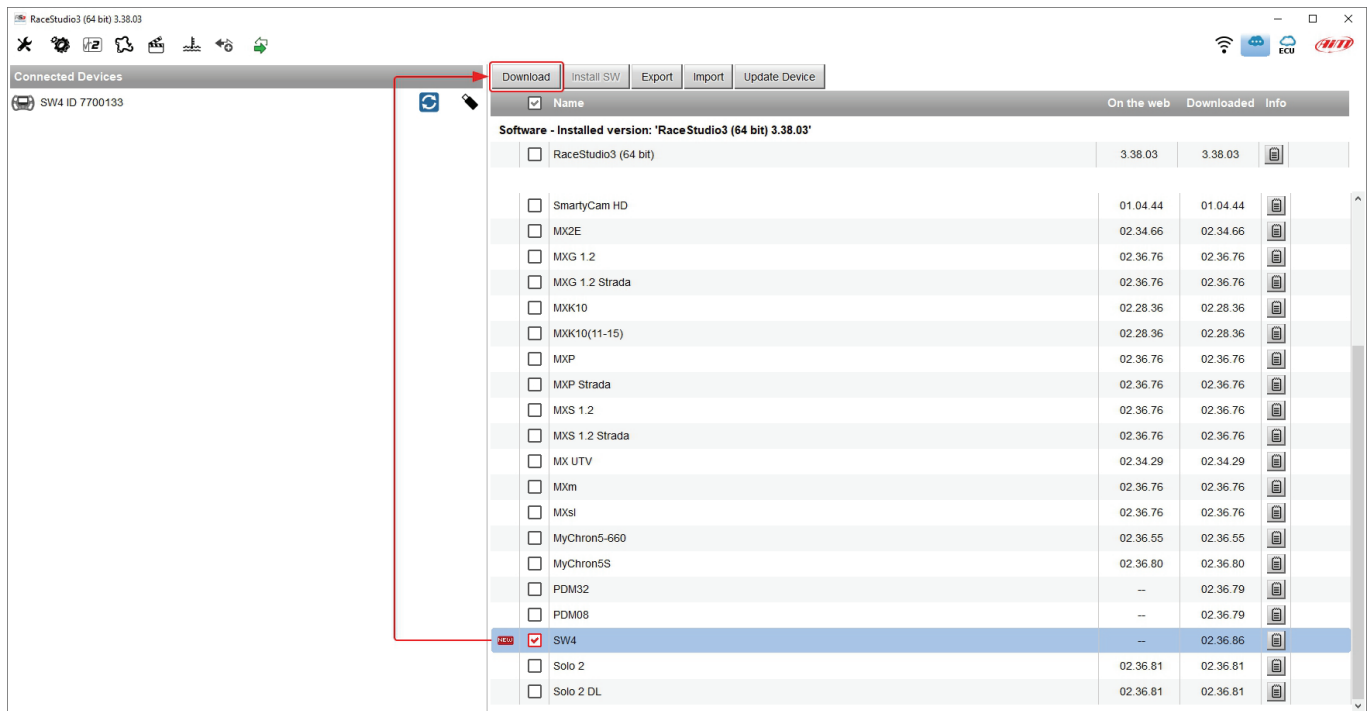 RaceStudio3 (64 bit) 3.38.03
ECU
AiM
Connected Devices
Download Install SW Export Import Update Device
SW4 ID 7700133
Name On the web Downloaded Info
Software - Installed version: 'RaceStudio3 (64 bit) 3.38.03'
RaceStudio3 (64 bit) 3.38.03 3.38.03
SmartyCam HD 01.04.44 01.04.44
MX2E 02.34.66 02.34.66
MXG 1.2 02.36.76 02.36.76
MXG 1.2 Strada 02.36.76 02.36.76
MXK10 02.28.36 02.28.36
MXK10(11-15) 02.28.36 02.28.36
MXP 02.36.76 02.36.76
MXP Strada 02.36.76 02.36.76
MXS 1.2 02.36.76 02.36.76
MXS 1.2 Strada 02.36.76 02.36.76
MX UTV 02.34.29 02.34.29
MXm 02.36.76 02.36.76
MXsl 02.36.76 02.36.76
MyChron5-660 02.36.55 02.36.55
MyChron5S 02.36.80 02.36.80
PDM32 -- 02.36.79
PDM08 -- 02.36.79
NEW SW4 -- 02.36.86
Solo 2 02.36.81 02.36.81
Solo 2 DL 02.36.81 02.36.81